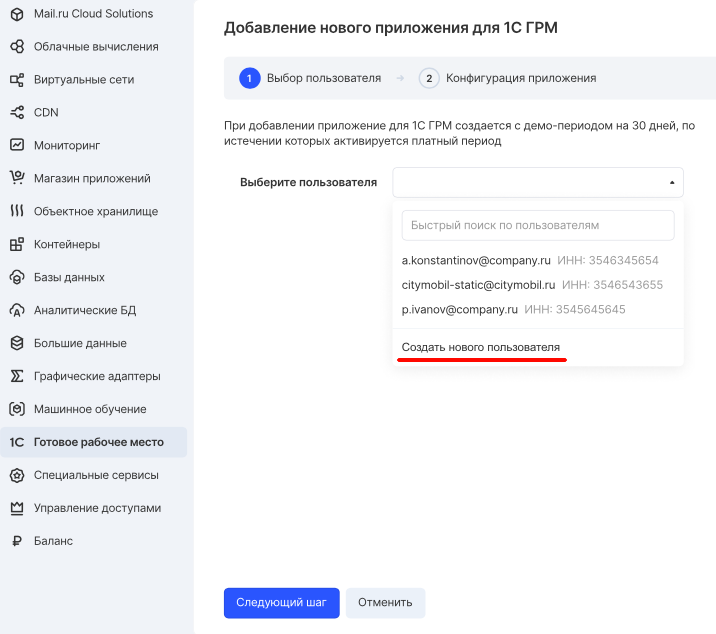 Mail.ru Cloud Solutions
Облачные вычисления
Виртуальные сети
CDN
Мониторинг
Магазин приложений
Объектное хранилище
Контейнеры
Базы данных
Аналитические БД
Большие данные
Графические адаптеры
Машинное обучение
1C Готовое рабочее место
Специальные сервисы
Управление доступами
₽ Баланс
Добавление нового приложения для 1С ГРМ
1 Выбор пользователя → 2 Конфигурация приложения
При добавлении приложение для 1С ГРМ создается с демо-периодом на 30 дней, по
истечении которых активируется платный период
Выберите пользователя
Быстрый поиск по пользователям
a.konstantinov@company.ru ИНН: 3546345654
citymobil-static@citymobil.ru ИНН: 3546543655
p.ivanov@company.ru ИНН: 3545645645
Создать нового пользователя
Следующий шаг Отменить